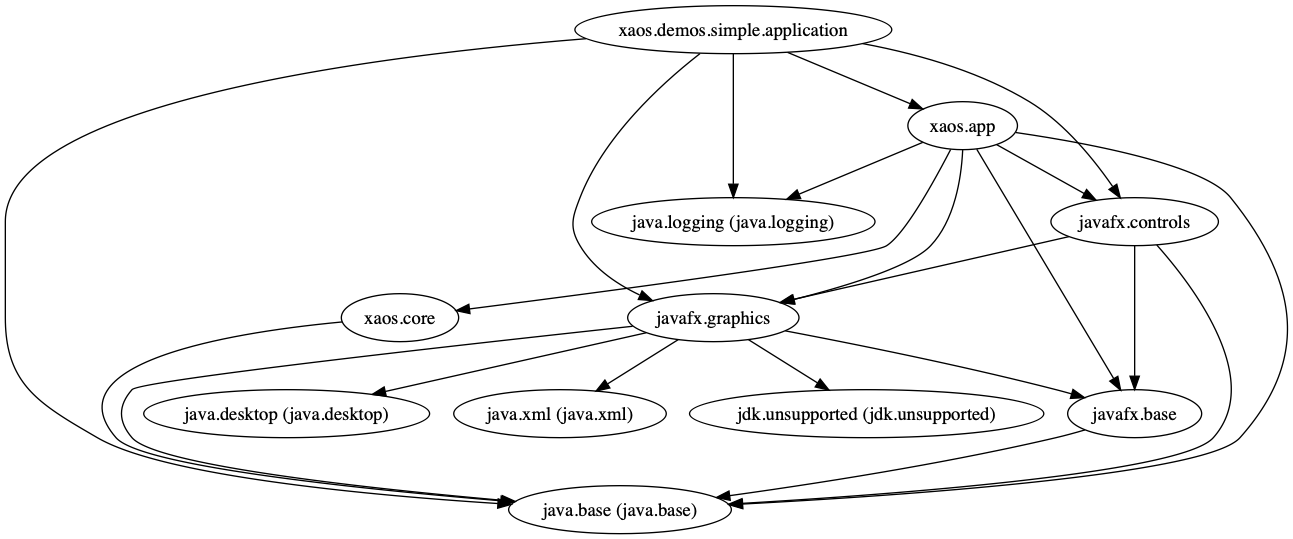 xaos.demos.simple.application
xaos.app
java.logging (java.logging)
javafx.controls
xaos.core
javafx.graphics
java.desktop (java.desktop)
java.xml (java.xml)
jdk.unsupported (jdk.unsupported)
javafx.base
java.base (java.base)